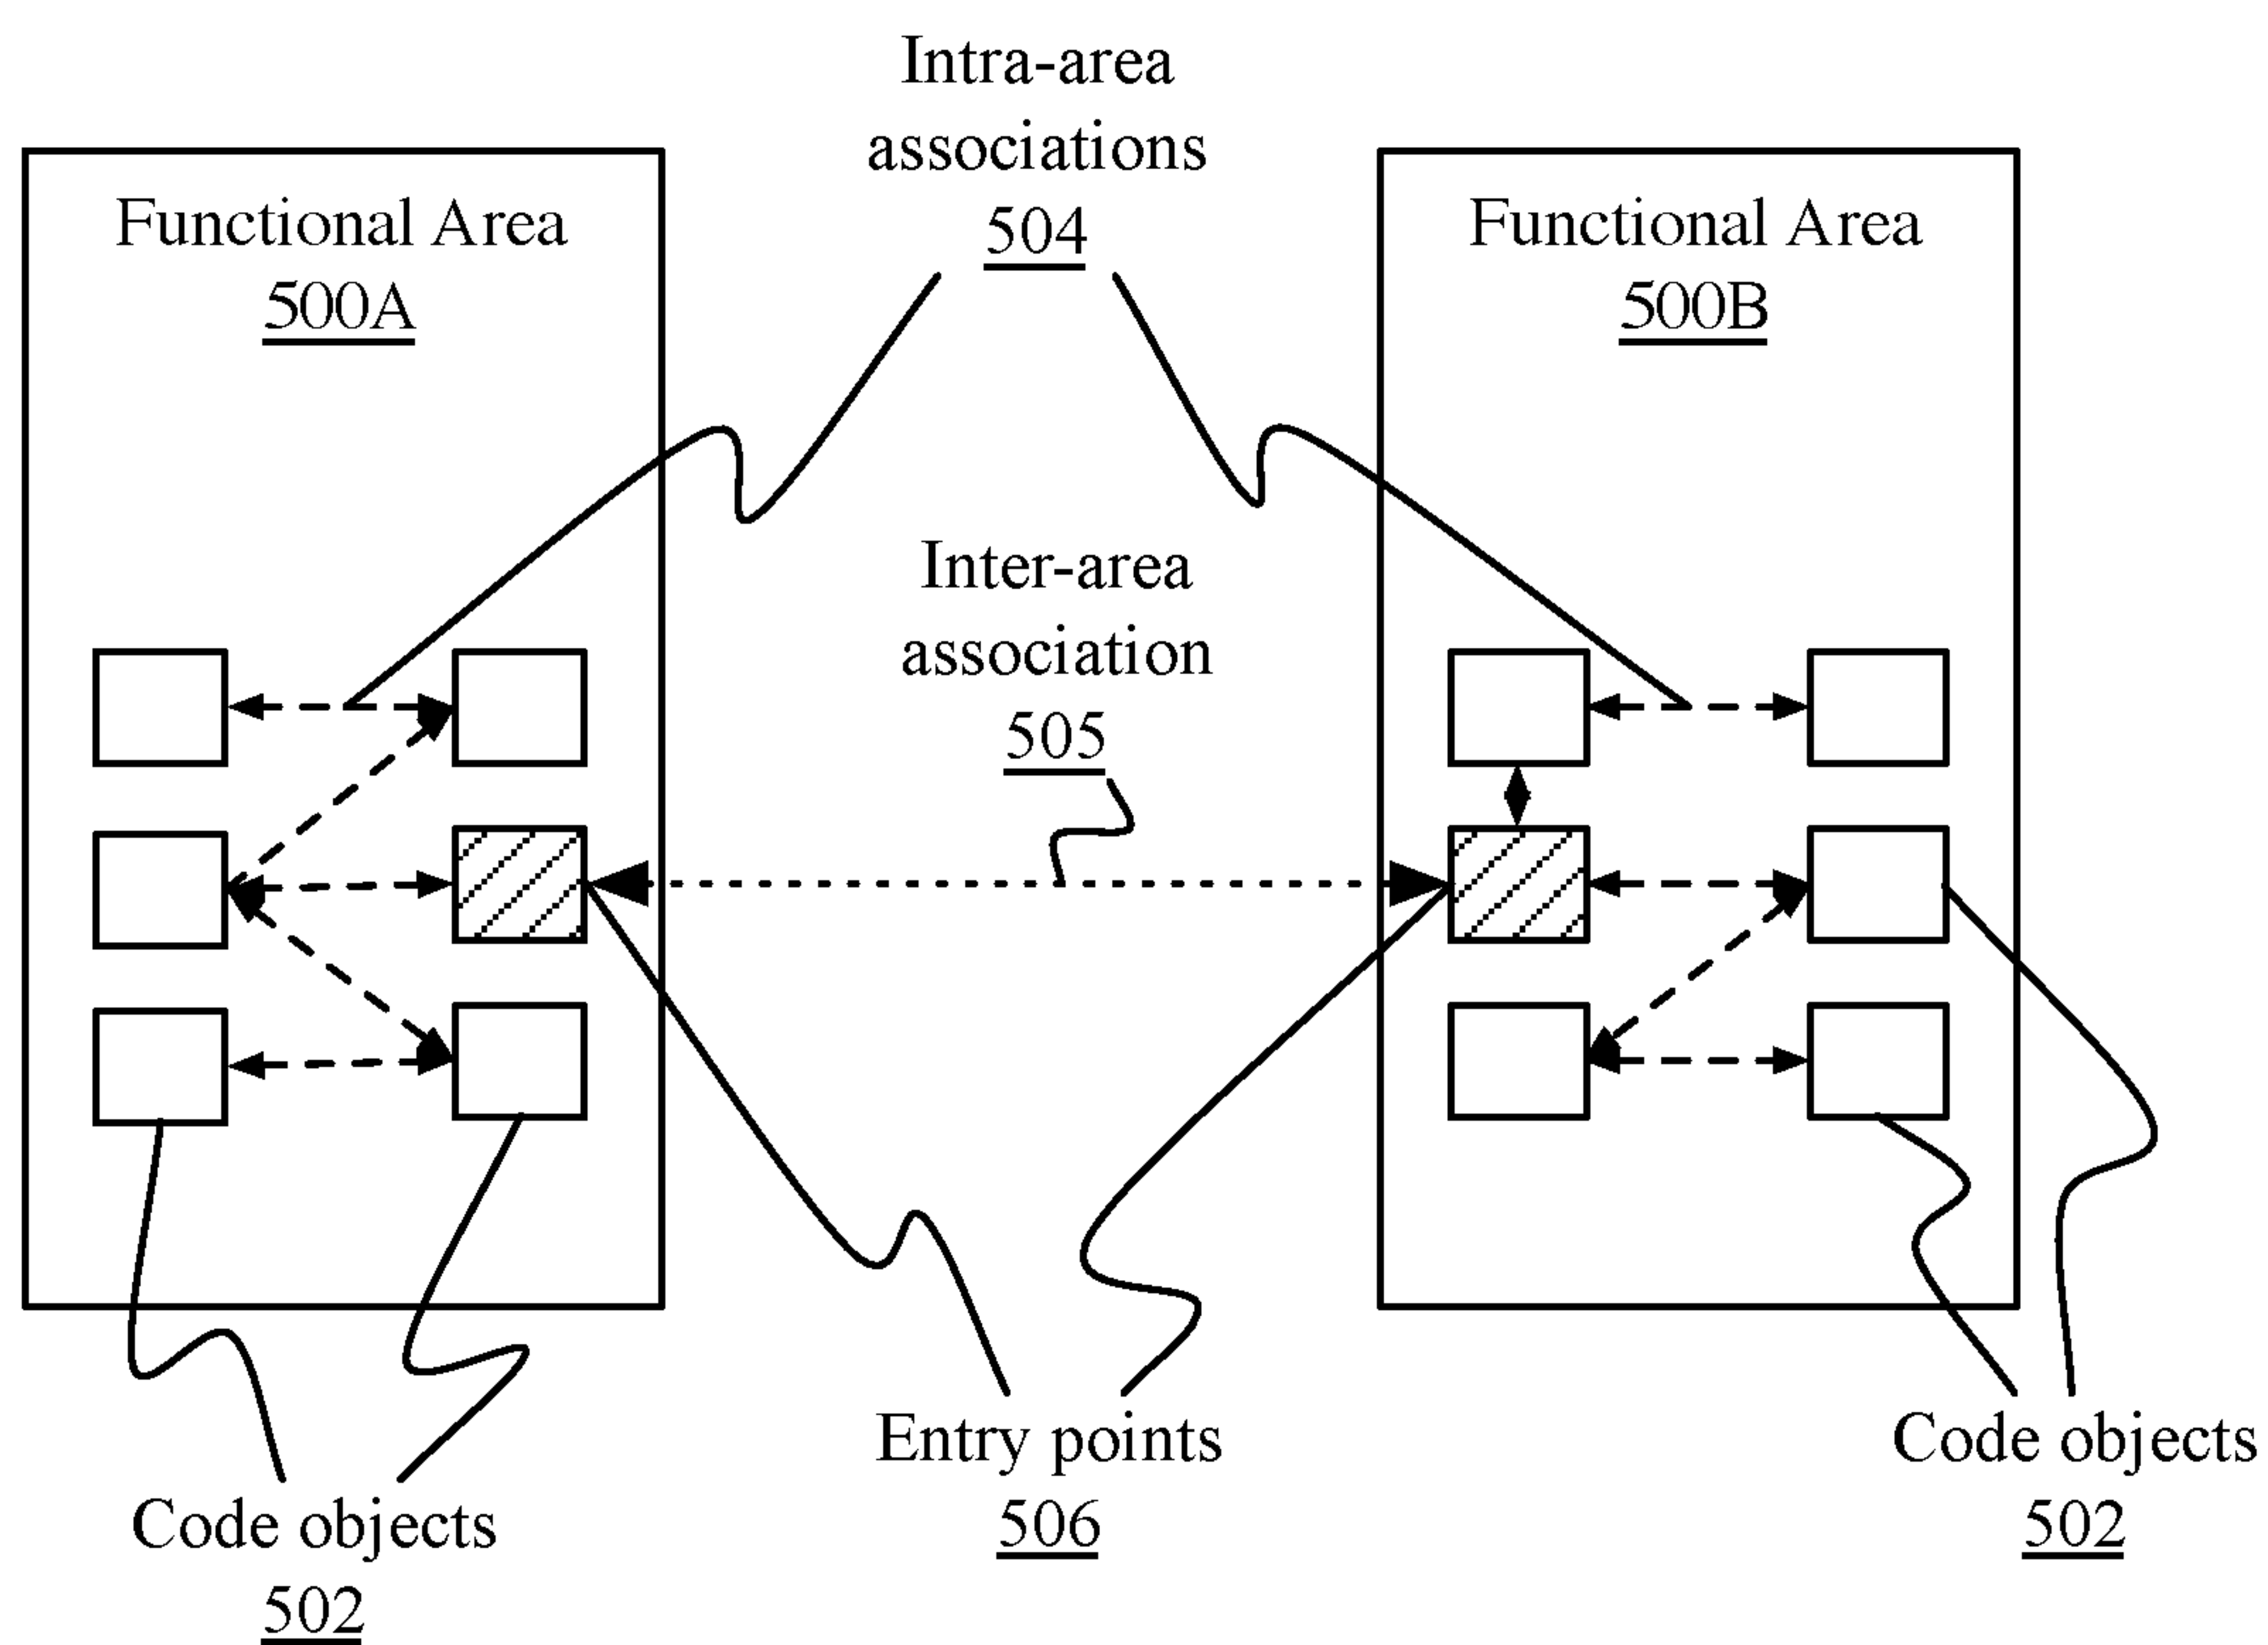 Intra-area
associations
504
Functional Area
500A
Functional Area
500B
Inter-area
association
505
Entry points
506
Code objects
502
Code objects
502